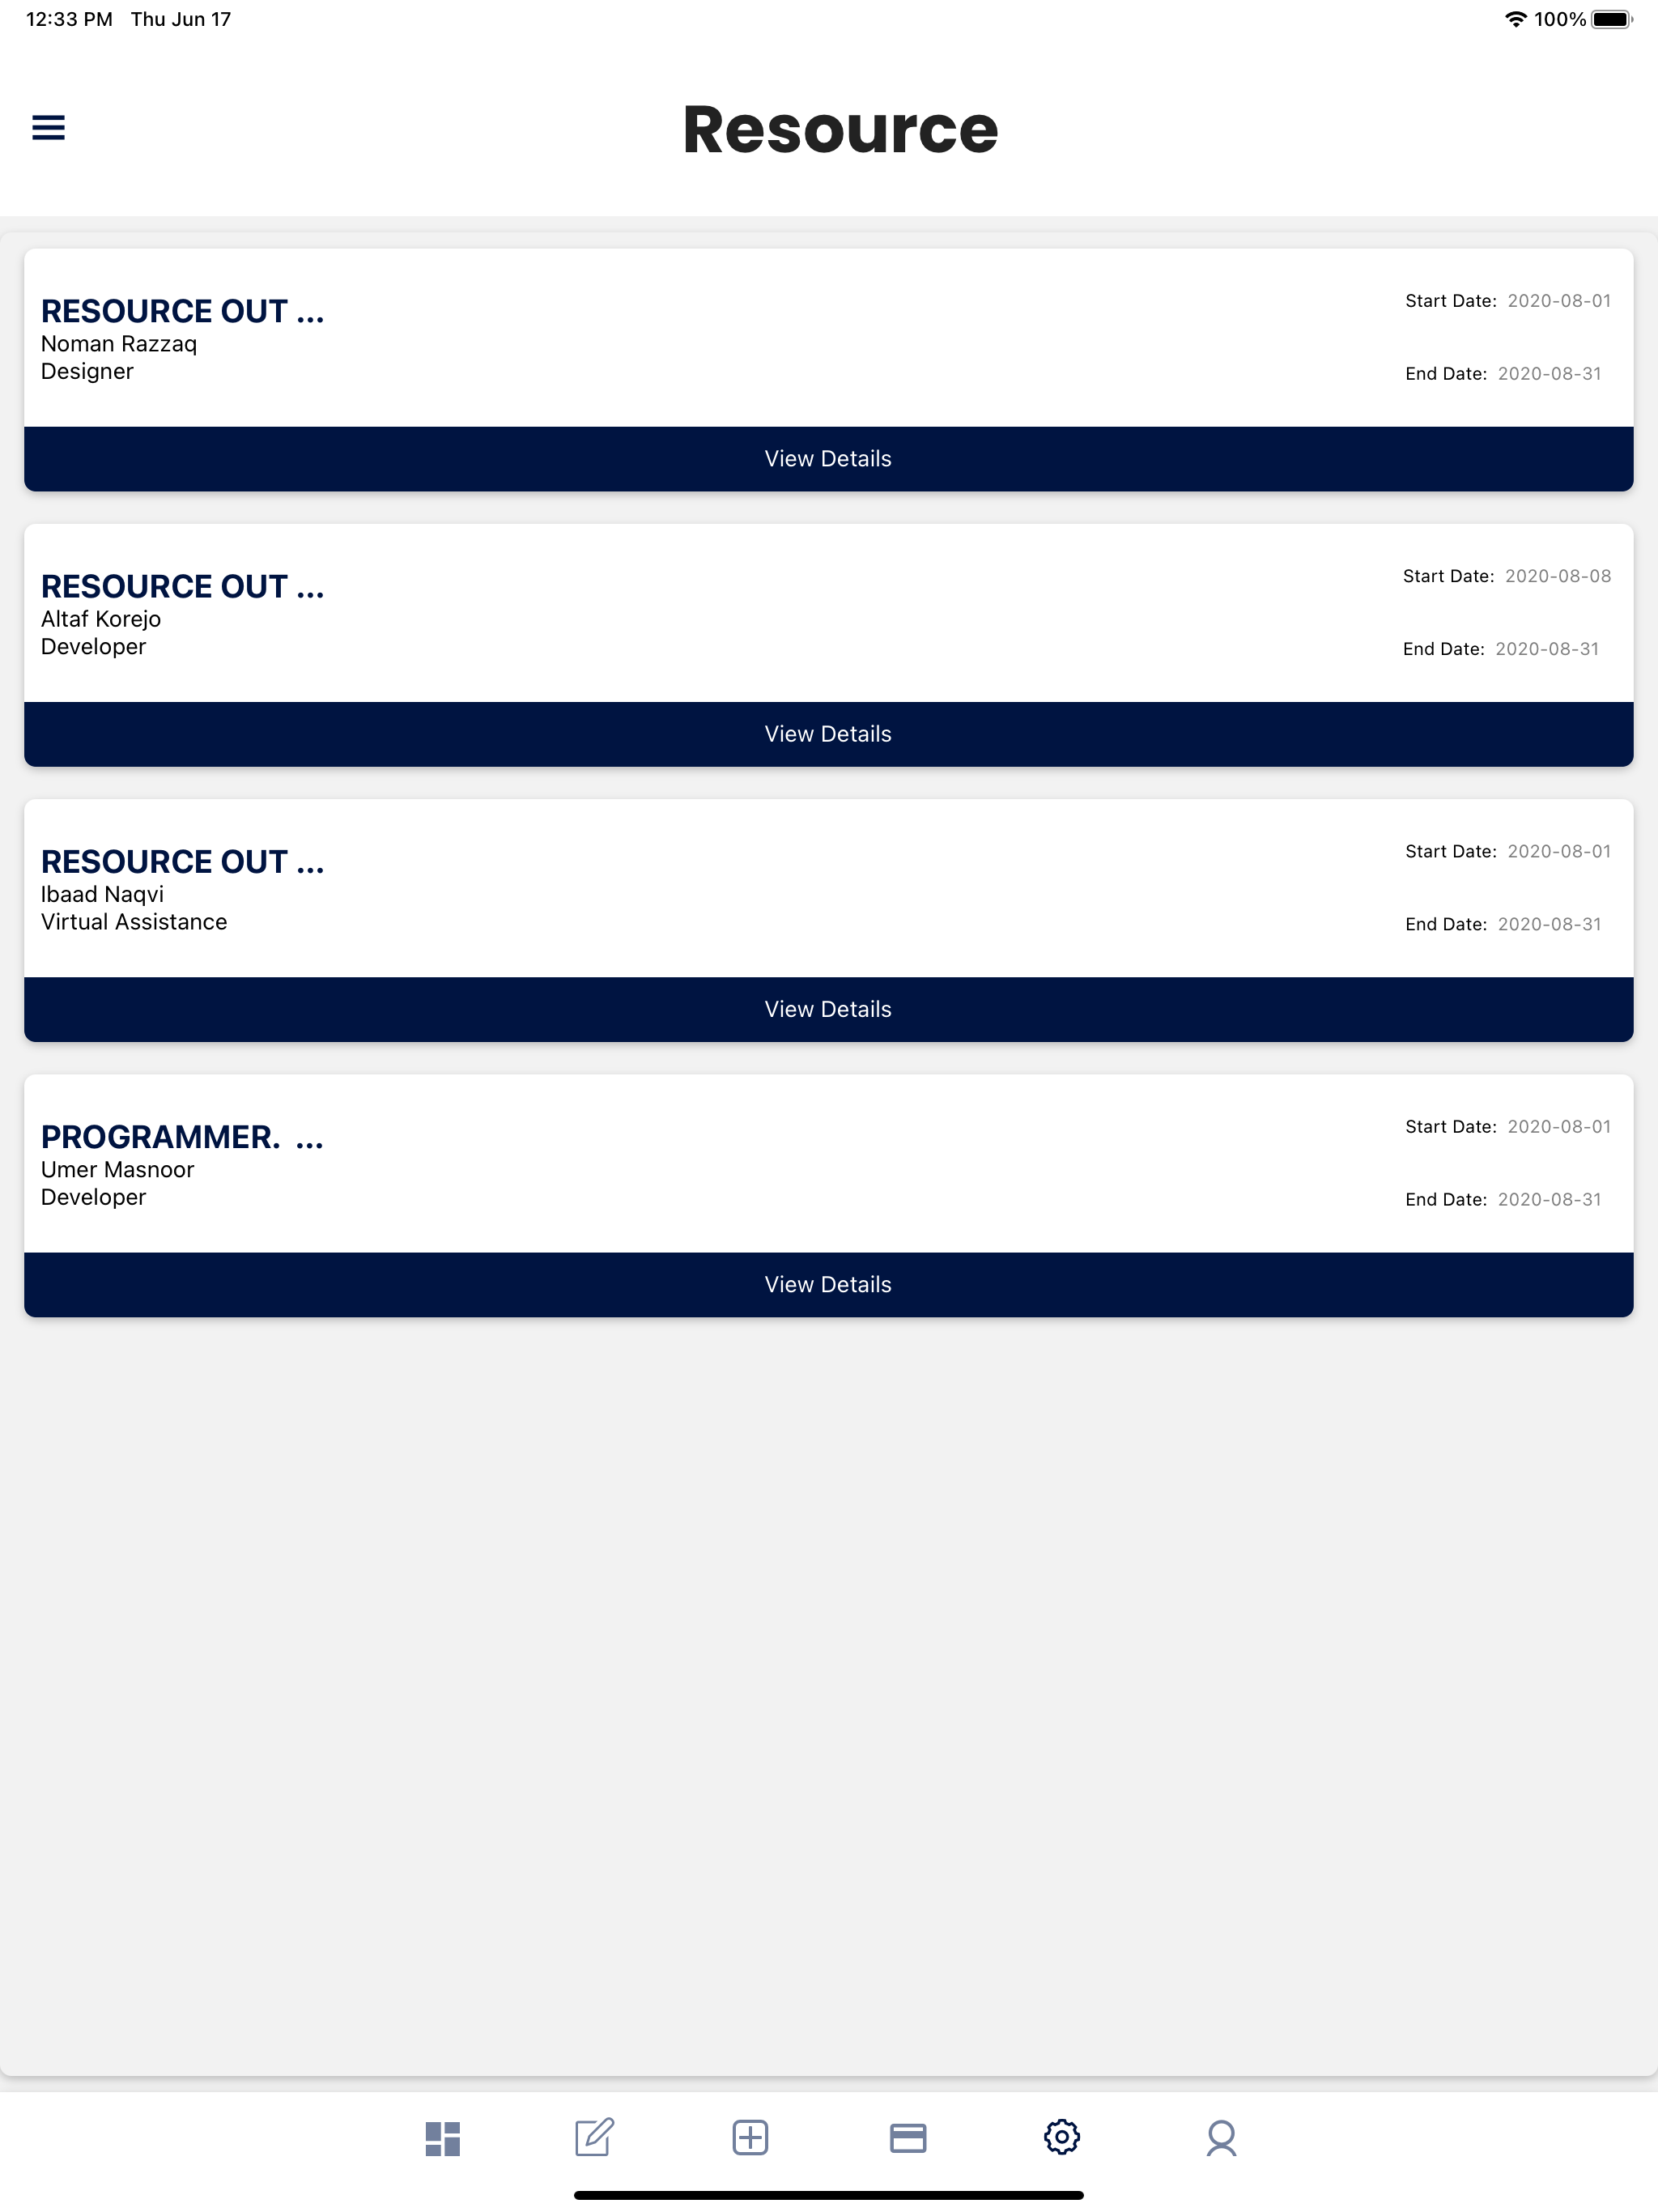 12:33 PM Thu Jun 17 100%
Resource
RESOURCE OUT ...
Noman Razzaq
Designer
Start Date: 2020-08-01
End Date: 2020-08-31
View Details
RESOURCE OUT ...
Altaf Korejo
Developer
Start Date: 2020-08-08
End Date: 2020-08-31
View Details
RESOURCE OUT ...
Ibaad Naqvi
Virtual Assistance
Start Date: 2020-08-01
End Date: 2020-08-31
View Details
PROGRAMMER. ...
Umer Masnoor
Developer
Start Date: 2020-08-01
End Date: 2020-08-31
View Details